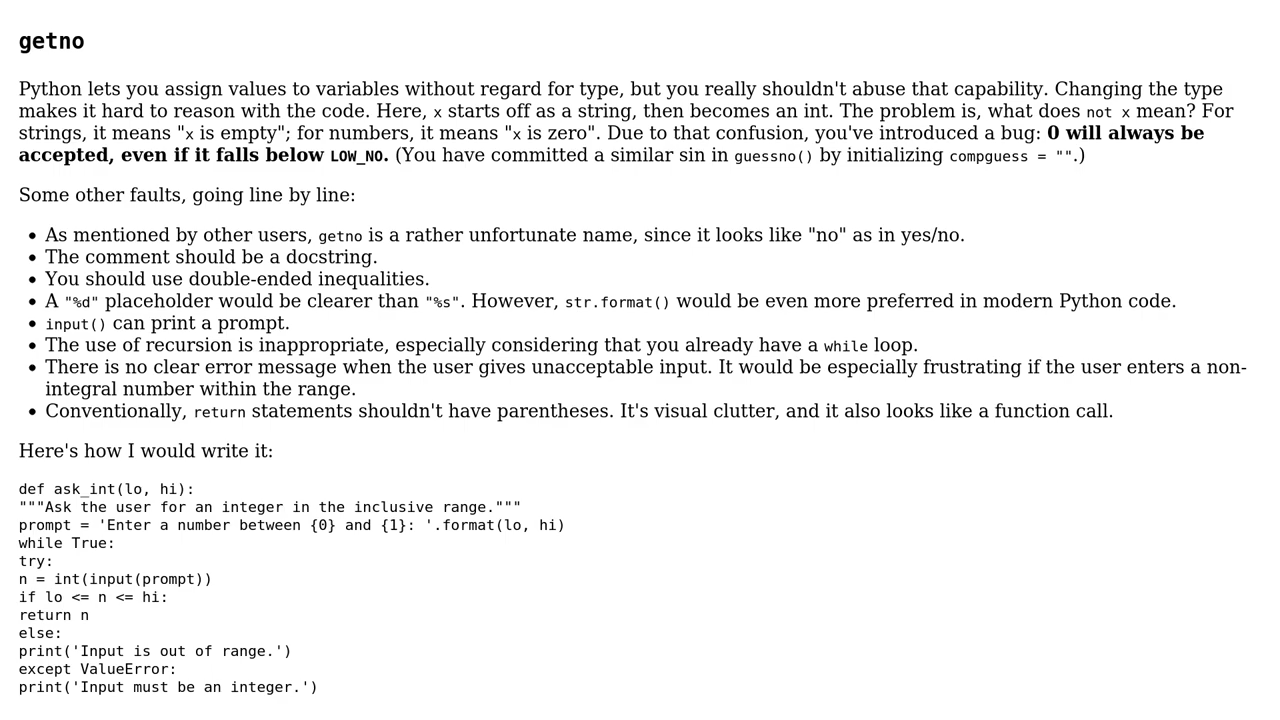 getno
Python lets you assign values to variables without regard for type, but you really shouldn't abuse that capability. Changing the type
makes it hard to reason with the code. Here, x starts off as a string, then becomes an int. The problem is, what does not x mean? For
strings, it means "x is empty"; for numbers, it means "x is zero". Due to that confusion, you've introduced a bug: 0 will always be
accepted, even if it falls below LOW_NO. (You have committed a similar sin in guessno() by initializing compguess = "".)
Some other faults, going line by line:
• As mentioned by other users, getno is a rather unfortunate name, since it looks like "no" as in yes/no.
• The comment should be a docstring.
• You should use double-ended inequalities.
• A "%d" placeholder would be clearer than "%s". However, str.format() would be even more preferred in modern Python code.
• input() can print a prompt.
• The use of recursion is inappropriate, especially considering that you already have a while loop.
• There is no clear error message when the user gives unacceptable input. It would be especially frustrating if the user enters a non-
integral number within the range.
• Conventionally, return statements shouldn't have parentheses. It's visual clutter, and it also looks like a function call.
Here's how I would write it:
def ask_int(lo, hi):
"""Ask the user for an integer in the inclusive range."""
prompt = 'Enter a number between {0} and {1}: '.format(lo, hi)
while True:
try:
n = int(input(prompt))
if lo <= n <= hi:
return n
else:
print('Input is out of range.')
except ValueError:
print('Input must be an integer.')